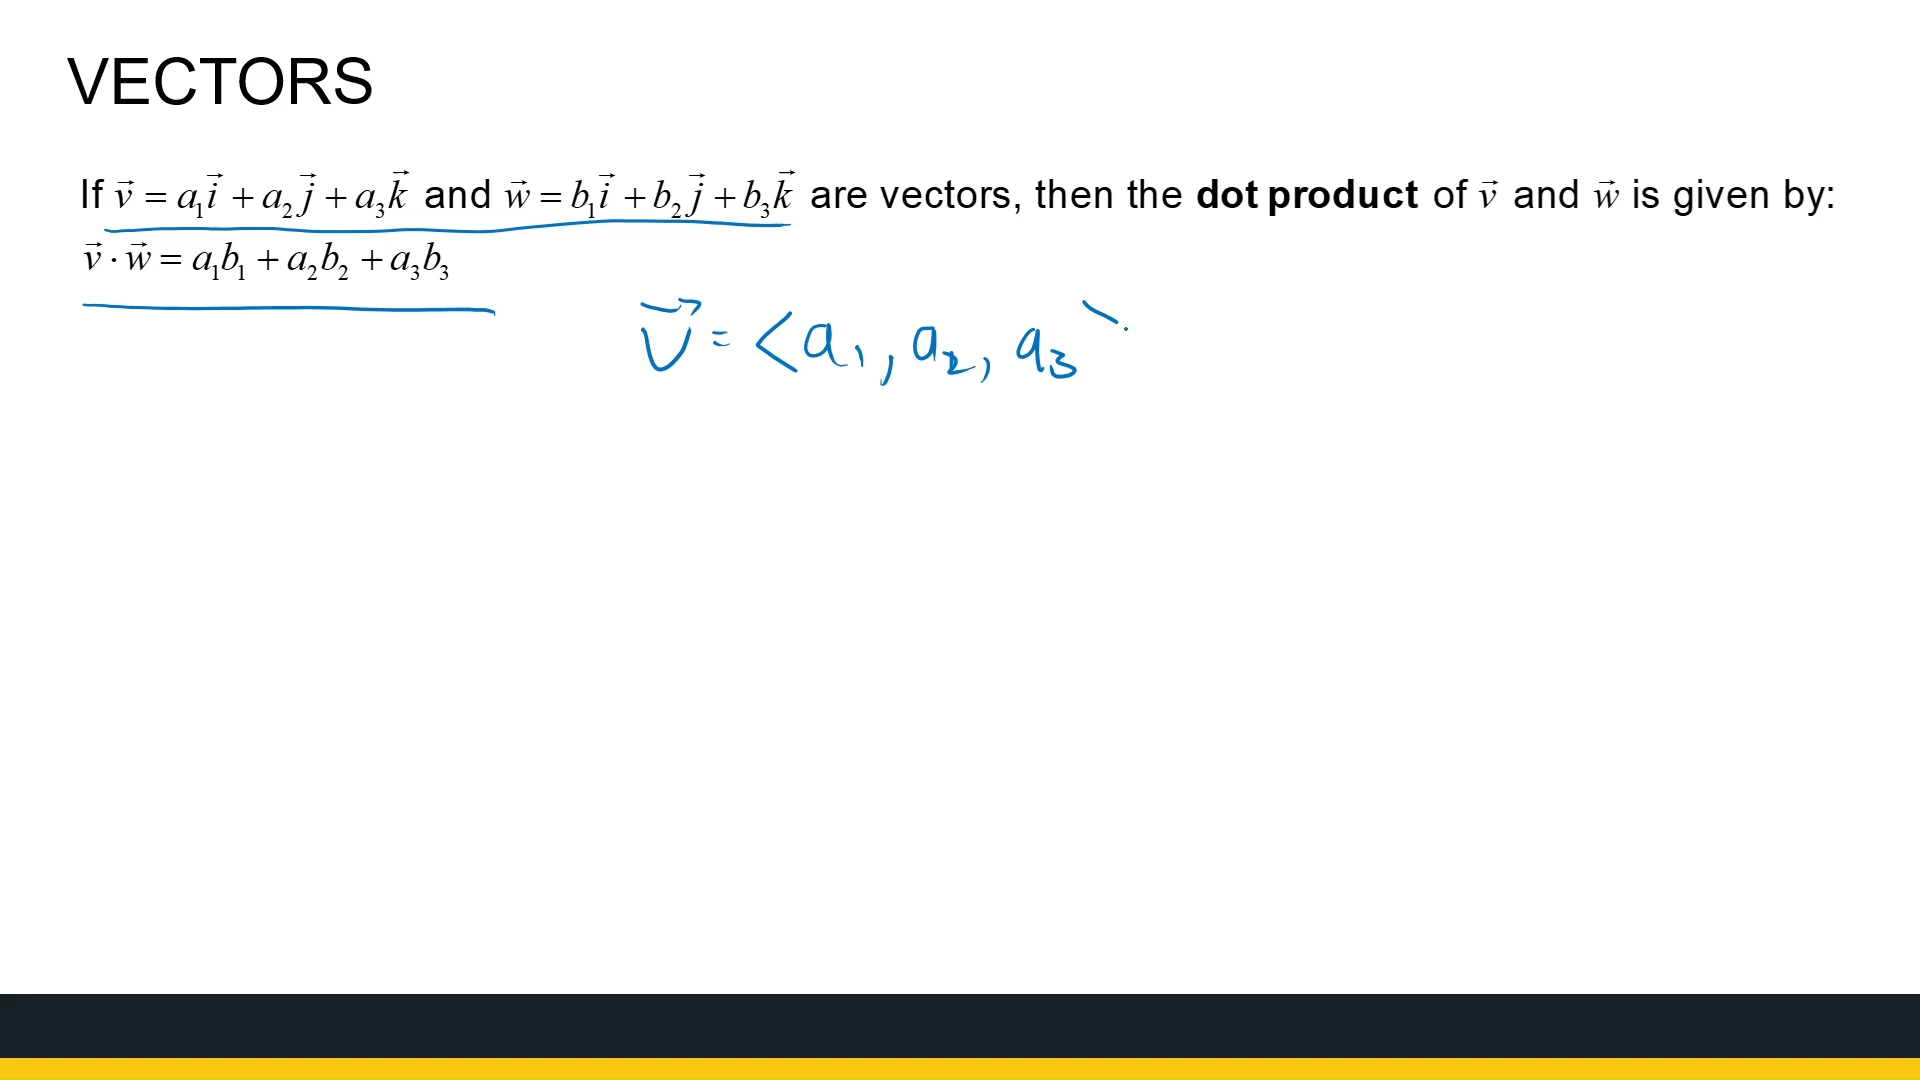 VECTORS
If v⃗ = a₁i⃗ + a₂j⃗ + a₃k⃗ and w⃗ = b₁i⃗ + b₂j⃗ + b₃k⃗ are vectors, then the dot product of v⃗ and w⃗ is given by:
v⃗ · w⃗ = a₁b₁ + a₂b₂ + a₃b₃
v⃗ = <a₁, a₂, a₃